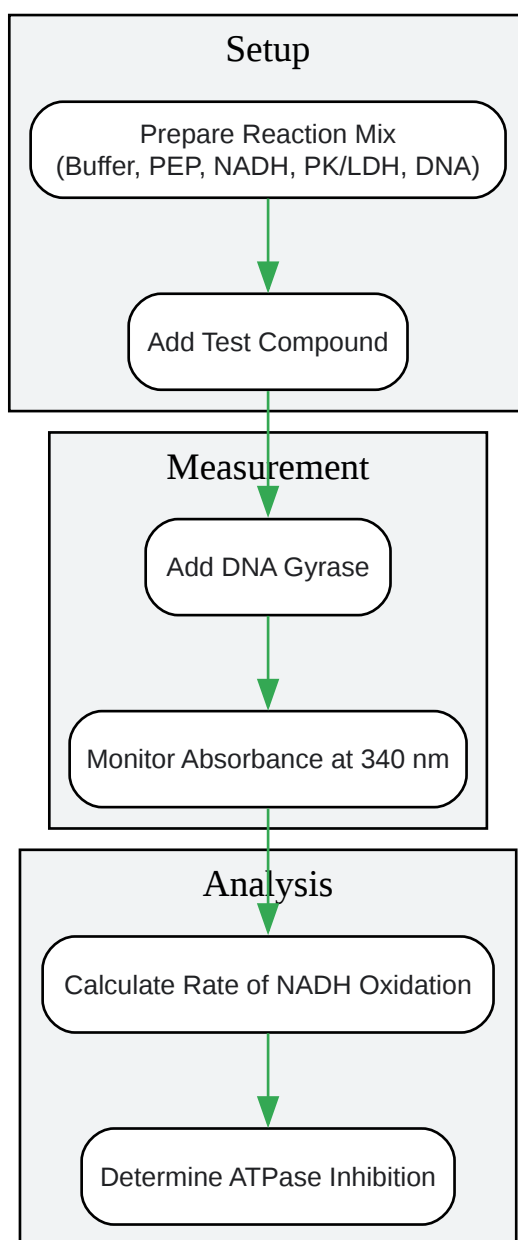 Setup
Prepare Reaction Mix
(Buffer, PEP, NADH, PK/LDH, DNA)
Add Test Compound
Measurement
Add DNA Gyrase
Monitor Absorbance at 340 nm
Analysis
Calculate Rate of NADH Oxidation
Determine ATPase Inhibition